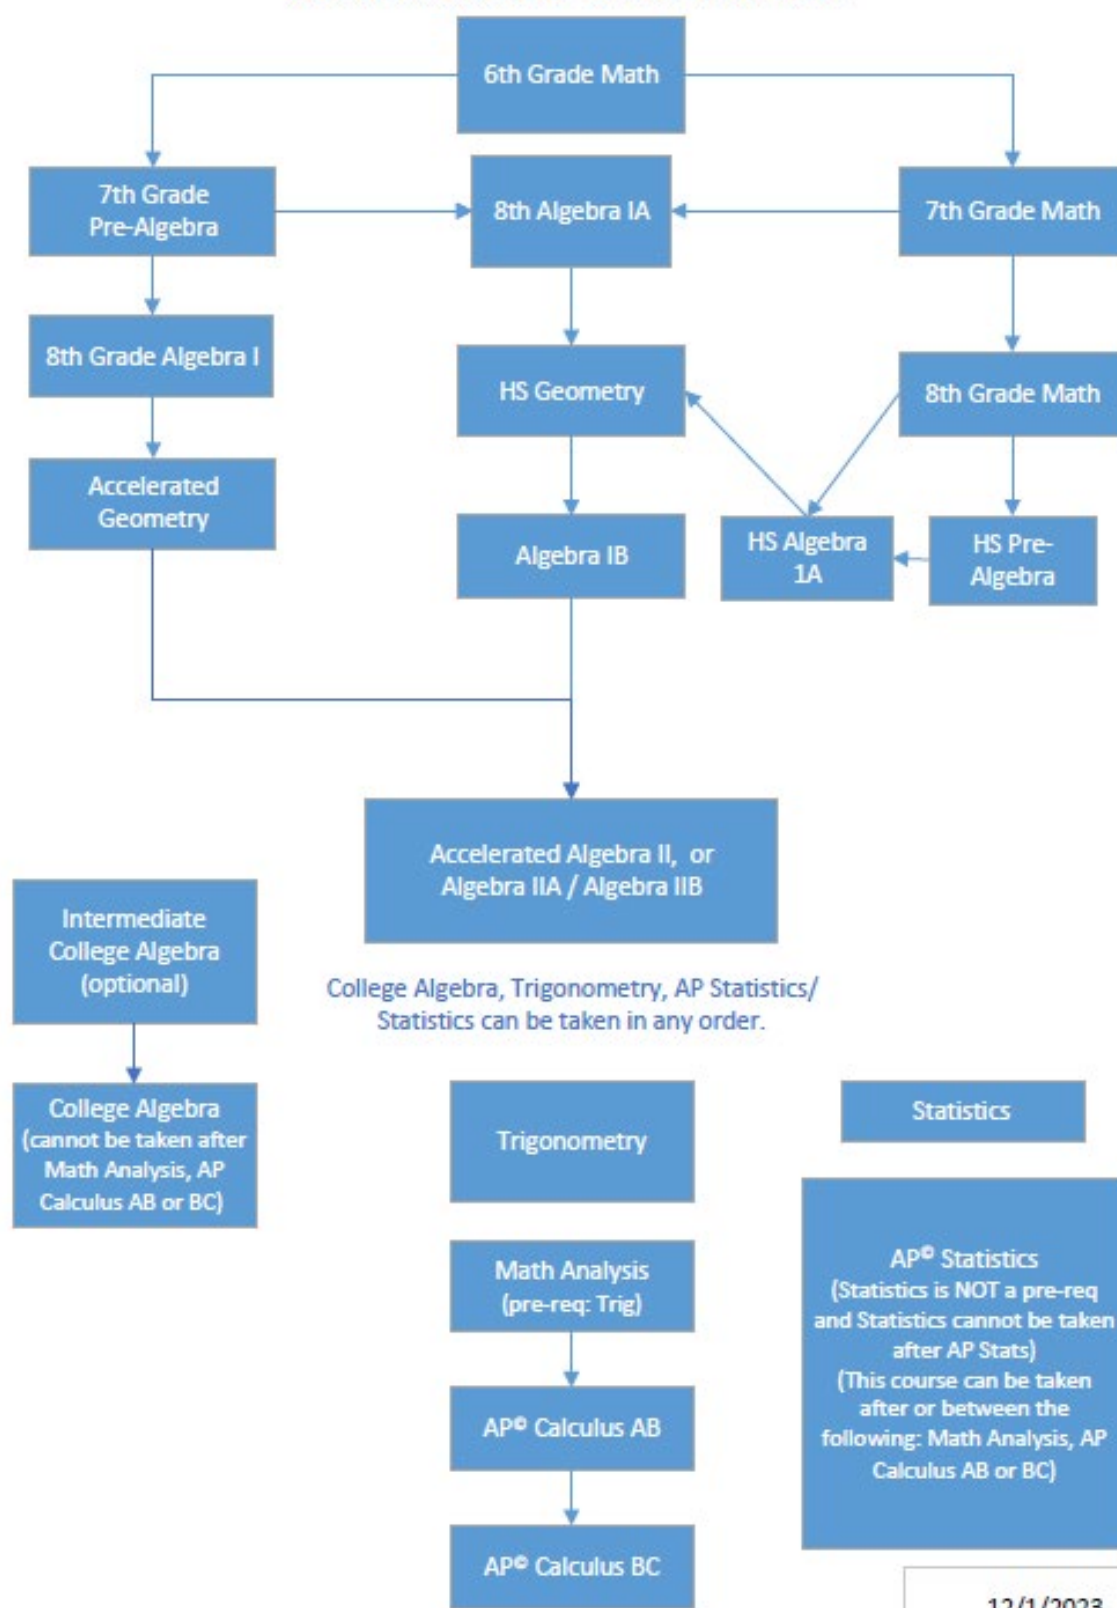 6th Grade Math
7th Grade
Pre-Algebra
8th Algebra IA
7th Grade Math
8th Grade Algebra I
HS Geometry
8th Grade Math
Accelerated
Geometry
Algebra IB
HS Algebra
1A
HS Pre-
Algebra
Accelerated Algebra II, or
Algebra IIA / Algebra IIB
Intermediate
College Algebra
(optional)
College Algebra, Trigonometry, AP Statistics/
Statistics can be taken in any order.
College Algebra
(cannot be taken after
Math Analysis, AP
Calculus AB or BC)
Trigonometry
Statistics
Math Analysis
(pre-req: Trig)
AP© Statistics
(Statistics is NOT a pre-req
and Statistics cannot be taken
after AP Stats)
(This course can be taken
after or between the
following: Math Analysis, AP
Calculus AB or BC)
AP© Calculus AB
AP© Calculus BC
12/1/2023